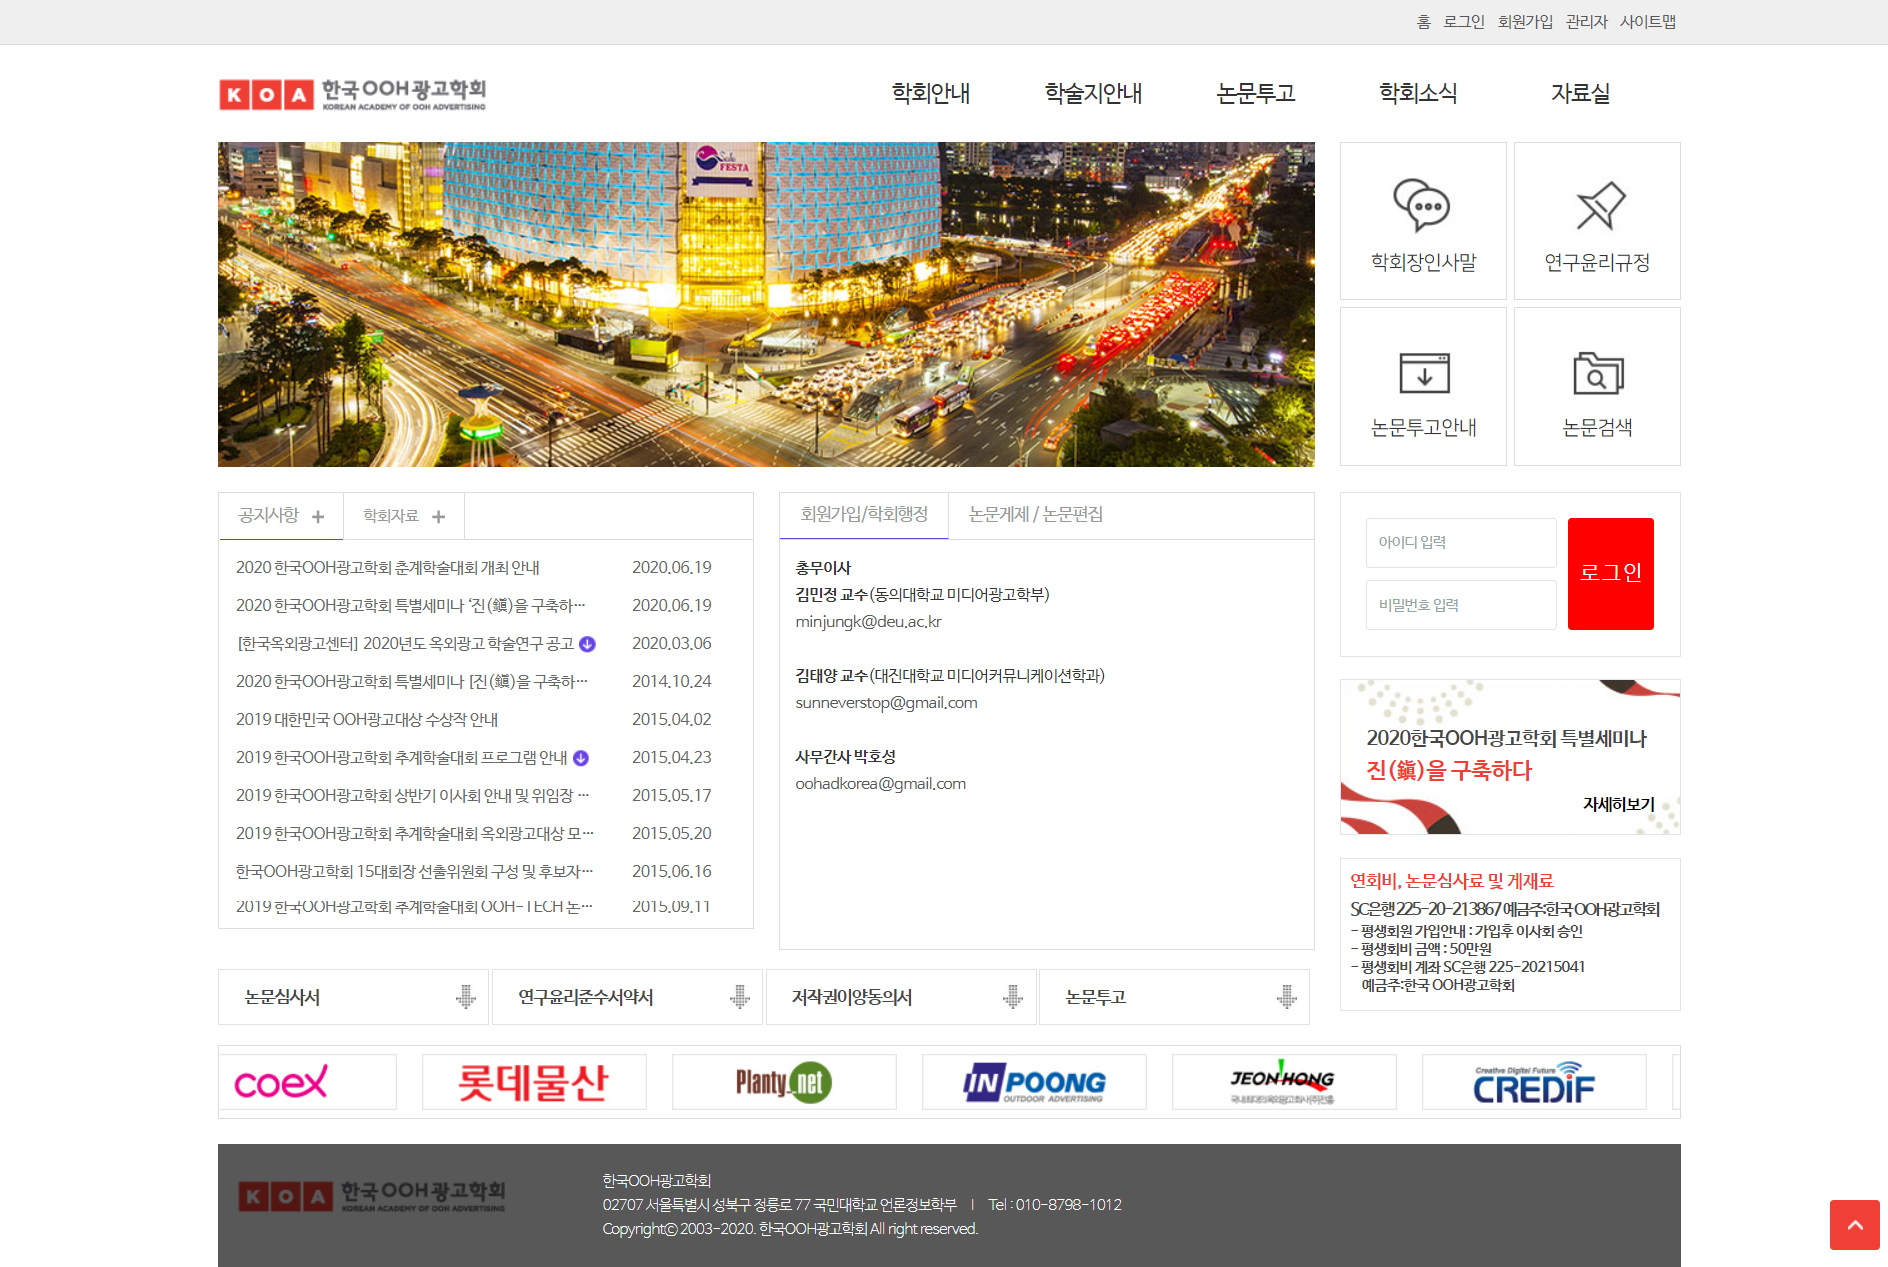 홈 로그인 회원가입 관리자 사이트맵
KOA 한국OOH광고학회
KOREAN ACADEMY OF OOH ADVERTISING
학회안내 학술지안내 논문투고 학회소식 자료실
FESTA
학회장인사말
연구윤리규정
논문투고안내
논문검색
공지사항 + 학회자료 +
2020 한국OOH광고학회 춘계학술대회 개최 안내 2020.06.19
2020 한국OOH광고학회 특별세미나 ‘진(鎭)을 구축하… 2020.06.19
[한국옥외광고센터] 2020년도 옥외광고 학술연구 공고 2020.03.06
2020 한국OOH광고학회 특별세미나 [진(鎭)을 구축하… 2014.10.24
2019 대한민국 OOH광고대상 수상작 안내 2015.04.02
2019 한국OOH광고학회 추계학술대회 프로그램 안내 2015.04.23
2019 한국OOH광고학회 상반기 이사회 안내 및 위임장 … 2015.05.17
2019 한국OOH광고학회 추계학술대회 옥외광고대상 모… 2015.05.20
한국OOH광고학회 15대회장 선출위원회 구성 및 후보자… 2015.06.16
2019 한국OOH광고학회 추계학술대회 OOH-TECH 논… 2015.09.11
회원가입/학회행정 논문게제 / 논문편집
총무이사
김민정 교수(동의대학교 미디어광고학부)
minjungk@deu.ac.kr
김태양 교수(대진대학교 미디어커뮤니케이션학과)
sunneverstop@gmail.com
사무간사 박호성
oohadkorea@gmail.com
아이디 입력
비밀번호 입력
로그인
2020한국OOH광고학회 특별세미나
진(鎭)을 구축하다
자세히보기
연회비, 논문심사료 및 게재료
SC은행 225-20-213867 예금주:한국 OOH광고학회
- 평생회원 가입안내 : 가입후 이사회 승인
- 평생회비 금액 : 50만원
- 평생회비 계좌 SC은행 225-20215041
예금주:한국 OOH광고학회
논문심사서 연구윤리준수서약서 저작권이양동의서 논문투고
coex
롯데물산
Planty.net
INPOONG
OUTDOOR ADVERTISING
JEONHONG
국내최대의옥외광고회사(주)전홍
Creative Digital Future
CREDIF
KOA 한국OOH광고학회
KOREAN ACADEMY OF OOH ADVERTISING
한국OOH광고학회
02707 서울특별시 성북구 정릉로 77 국민대학교 언론정보학부 | Tel : 010-8798-1012
Copyrightⓒ 2003-2020. 한국OOH광고학회 All right reserved.